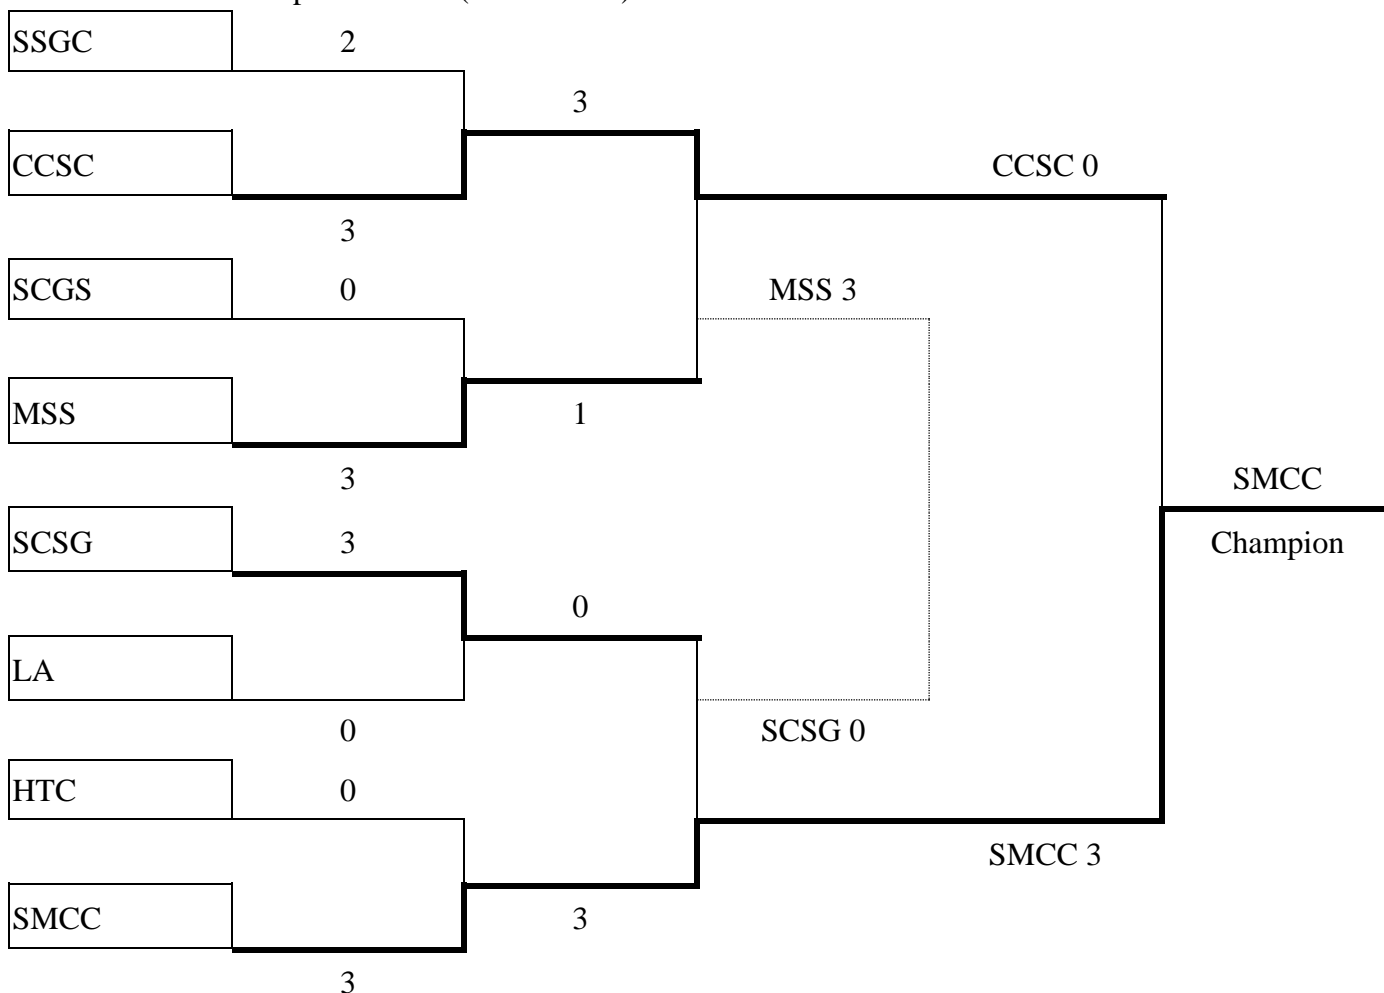 SSGC 2
3
CCSC CCSC 0
3
SCGS 0 MSS 3
MSS 1
3 SMCC
SCSG 3 Champion
0
LA
0 SCSG 0
HTC 0
SMCC 3
SMCC 3
3